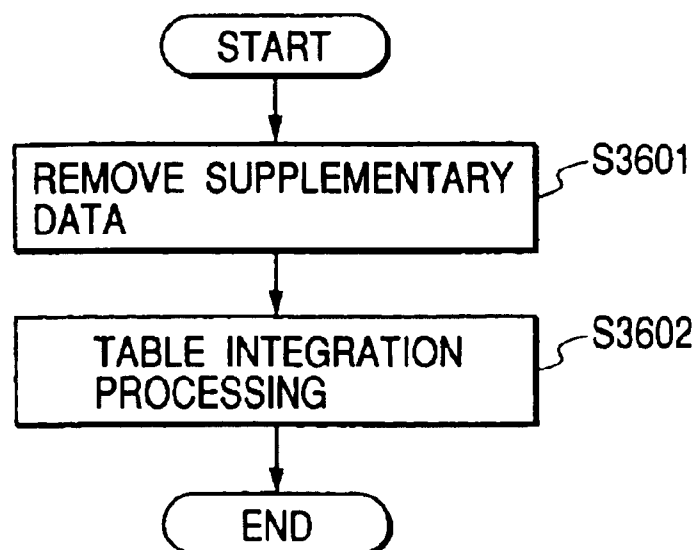 START
REMOVE SUPPLEMENTARY
DATA
S3601
TABLE INTEGRATION
PROCESSING
S3602
END